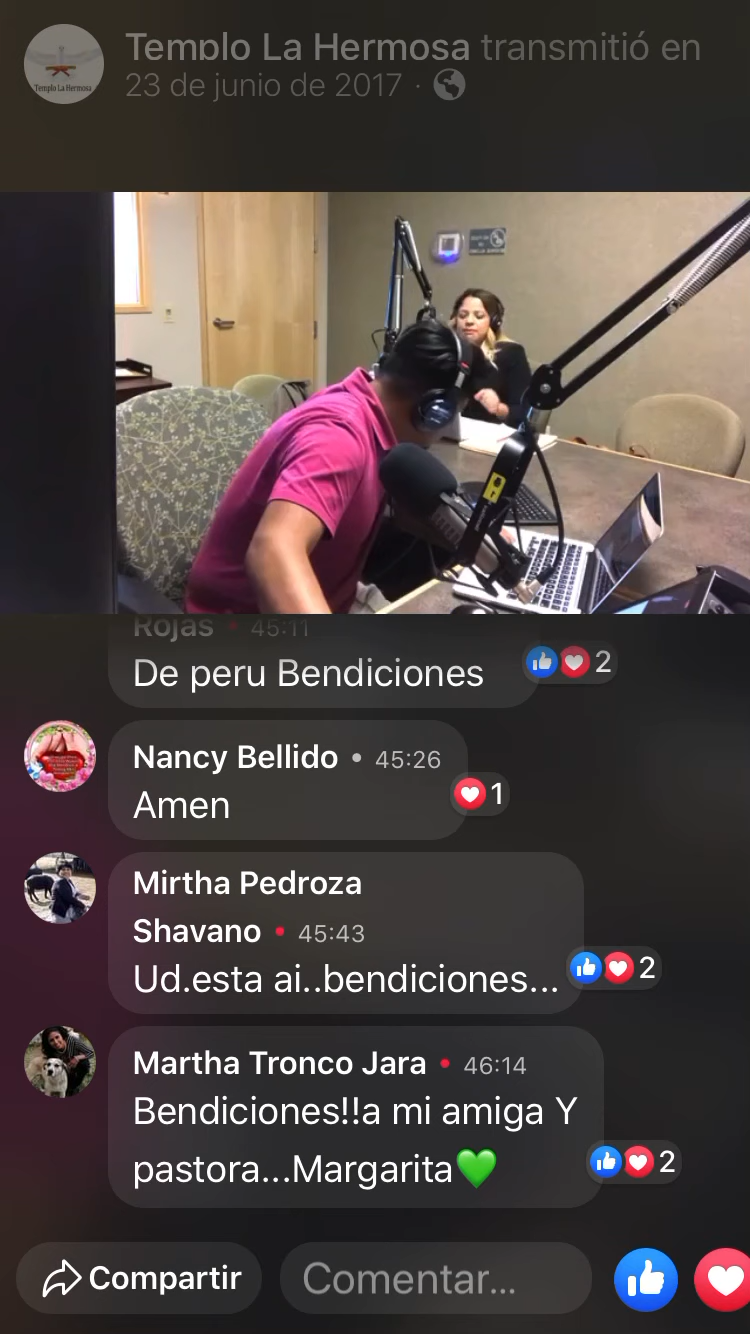 Templo La Hermosa transmitió en
23 de junio de 2017 ·
Templo La Hermosa
Rojas • 45:11
De peru Bendiciones
2
Nancy Bellido • 45:26
Amen
1
Mirtha Pedroza
Shavano • 45:43
Ud.esta ai..bendiciones...
2
Martha Tronco Jara • 46:14
Bendiciones!!a mi amiga Y
pastora...Margarita💚
2
Compartir
Comentar...